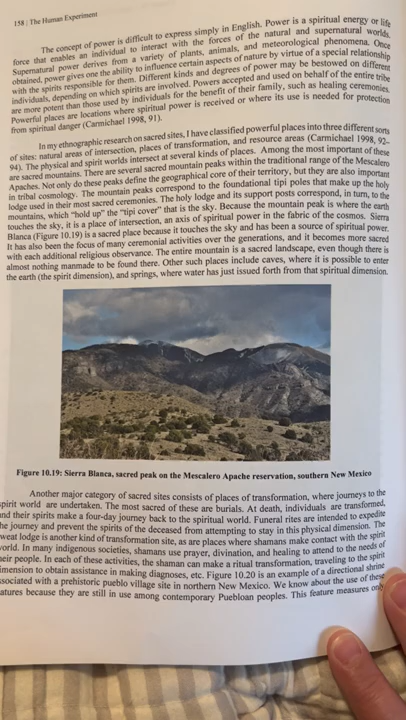 158 | The Human Experiment
The concept of power is difficult to express simply in English. Power is a spiritual energy or life
force that enables an individual to interact with the forces of the natural and supernatural worlds.
Supernatural power derives from a variety of plants, animals, and meteorological phenomena. Once
obtained, power gives one the ability to influence certain aspects of nature by virtue of a special relationship
with the spirits responsible for them. Different kinds and degrees of power may be bestowed on different
individuals, depending on which spirits are involved. Powers accepted and used on behalf of the entire tribe
are more potent than those used by individuals for the benefit of their family, such as healing ceremonies.
Powerful places are locations where spiritual power is received or where its use is needed for protection
from spiritual danger (Carmichael 1998, 91).
In my ethnographic research on sacred sites, I have classified powerful places into three different sorts
of sites: natural areas of intersection, places of transformation, and resource areas (Carmichael 1998, 92–
94). The physical and spirit worlds intersect at several kinds of places. Among the most important of these
are sacred mountains. There are several sacred mountain peaks within the traditional range of the Mescalero
Apaches. Not only do these peaks define the geographical core of their territory, but they are also important
in tribal cosmology. The mountain peaks correspond to the foundational tipi poles that make up the holy
lodge used in their most sacred ceremonies. The holy lodge and its support posts correspond, in turn, to the
mountains, which “hold up” the “tipi cover” that is the sky. Because the mountain peak is where the earth
touches the sky, it is a place of intersection, an axis of spiritual power in the fabric of the cosmos. Sierra
Blanca (Figure 10.19) is a sacred place because it touches the sky and has been a source of spiritual power.
It has also been the focus of many ceremonial activities over the generations, and it becomes more sacred
with each additional religious observance. The entire mountain is a sacred landscape, even though there is
almost nothing manmade to be found there. Other such places include caves, where it is possible to enter
the earth (the spirit dimension), and springs, where water has just issued forth from that spiritual dimension.
Figure 10.19: Sierra Blanca, sacred peak on the Mescalero Apache reservation, southern New Mexico
Another major category of sacred sites consists of places of transformation, where journeys to the
spirit world are undertaken. The most sacred of these are burials. At death, individuals are transformed,
and their spirits make a four-day journey back to the spiritual world. Funeral rites are intended to expedite
he journey and prevent the spirits of the deceased from attempting to stay in this physical dimension. The
weat lodge is another kind of transformation site, as are places where shamans make contact with the spirit
vorld. In many indigenous societies, shamans use prayer, divination, and healing to attend to the needs of
heir people. In each of these activities, the shaman can make a ritual transformation, traveling to the spirit
imension to obtain assistance in making diagnoses, etc. Figure 10.20 is an example of a directional shrine
ssociated with a prehistoric pueblo village site in northern New Mexico. We know about the use of these
atures because they are still in use among contemporary Puebloan peoples. This feature measures only